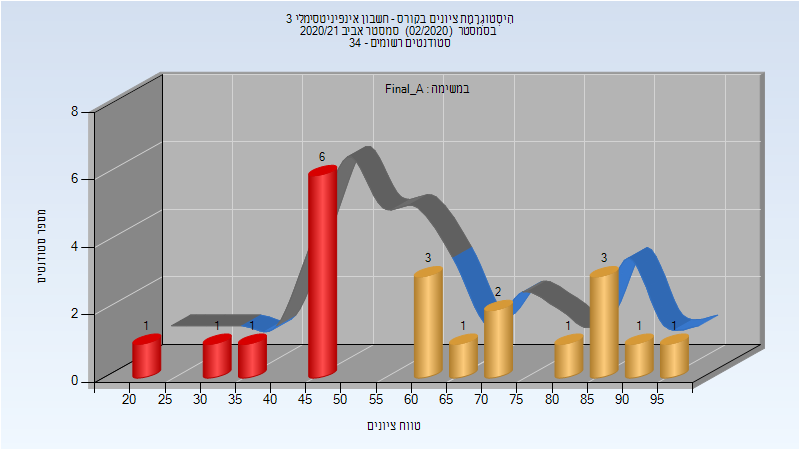 היסטוגרמת ציונים בקורס - חשבון אינפיניטסימלי 3
בסמסטר (02/2020) סמסטר אביב 2020/21
סטודנטים רשומים - 34
במשימה : Final_A
מספר סטודנטים
8
6
4
2
0
1 1 1 6 3 1 2 1 3 1 1
20 25 30 35 40 45 50 55 60 65 70 75 80 85 90 95
טווח ציונים